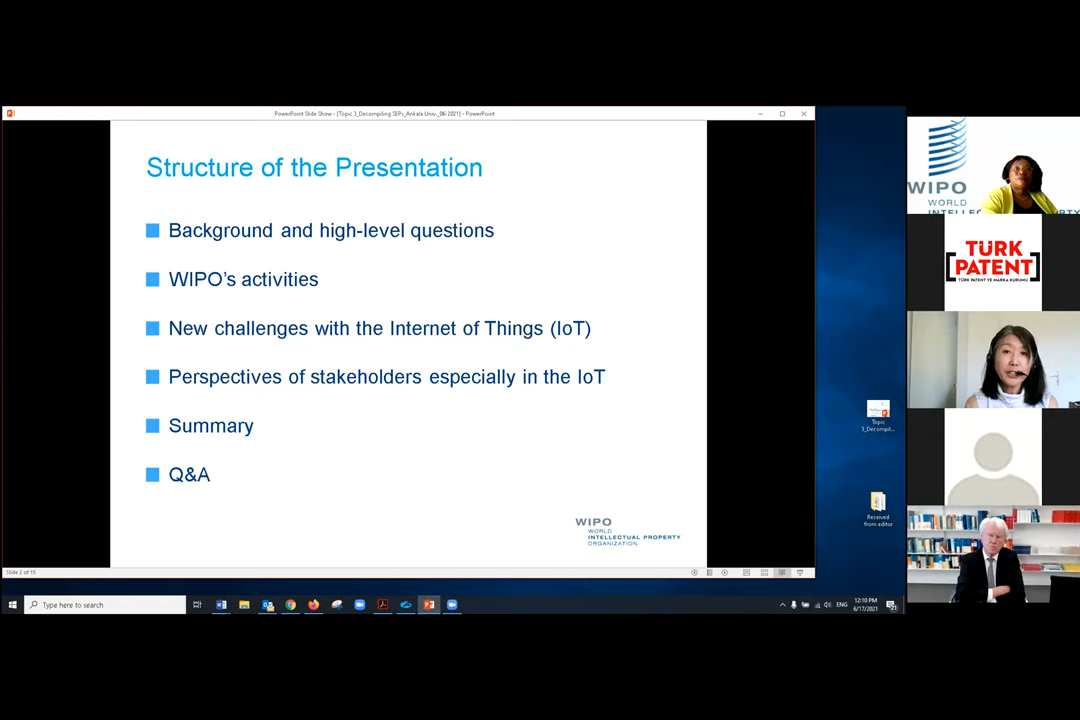 PowerPoint Slide Show - [Topic 3_Decompiling SEPs_Ankala Univ._06-2021] - PowerPoint
Structure of the Presentation
Background and high-level questions
WIPO's activities
New challenges with the Internet of Things (IoT)
Perspectives of stakeholders especially in the IoT
Summary
Q&A
WIPO
WORLD
INTELLECTUAL PROPERTY
ORGANIZATION
Slide 2 of 15
Topic
3_Decompil...
Received
from editor
Type here to search
ENG
12:10 PM
6/17/2021
WIPO
WORLD
TÜRK
PATENT
TÜRK PATENT VE MARKA KURUMU